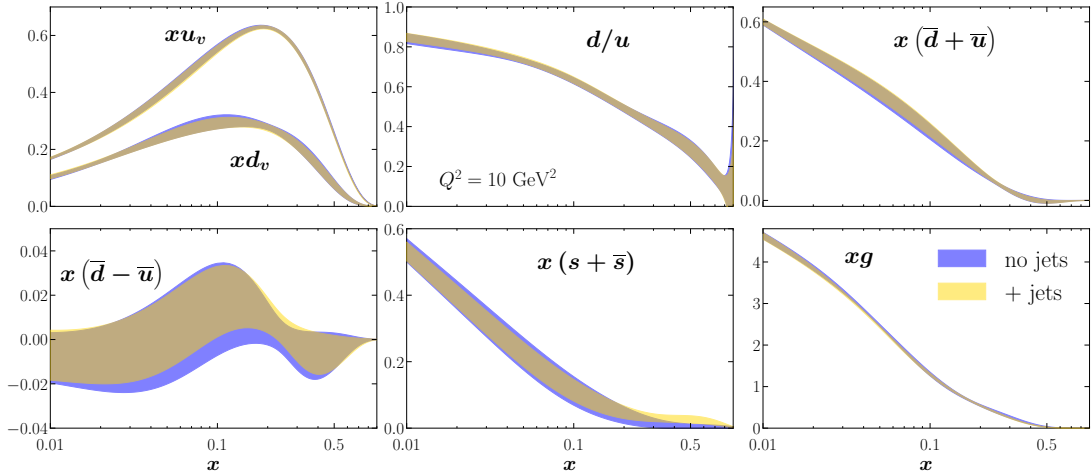 0.6
0.4
0.2
0.0
xu_v
xd_v
1.0
0.8
0.6
0.4
0.2
0.0
d/u
Q² = 10 GeV²
0.6
0.4
0.2
0.0
x(d̅ + u̅)
0.04
0.02
0.00
−0.02
−0.04
x(d̅ − u̅)
0.01
0.1
0.5
x
0.6
0.4
0.2
0.0
x(s + s̅)
0.01
0.1
0.5
x
4
3
2
1
0
xg
no jets
+ jets
0.01
0.1
0.5
x